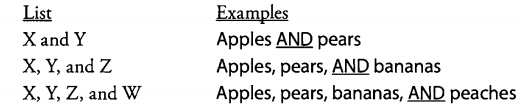 List Examples
X and Y Apples AND pears
X, Y, and Z Apples, pears, AND bananas
X, Y, Z, and W Apples, pears, bananas, AND peaches